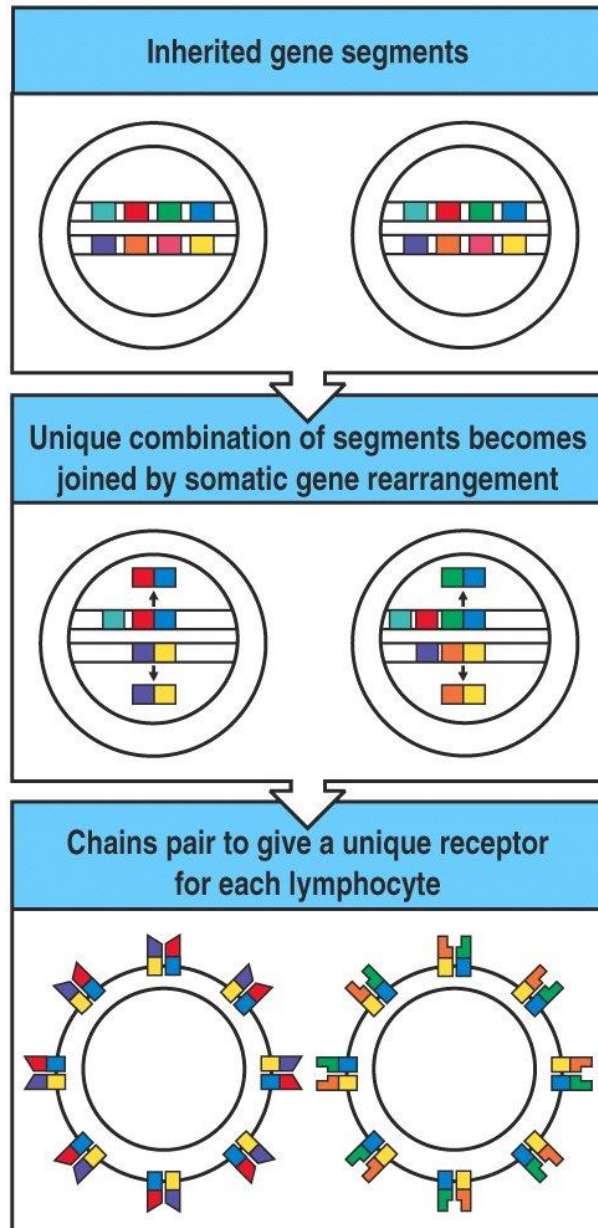 Inherited gene segments
Unique combination of segments becomes
joined by somatic gene rearrangement
Chains pair to give a unique receptor
for each lymphocyte